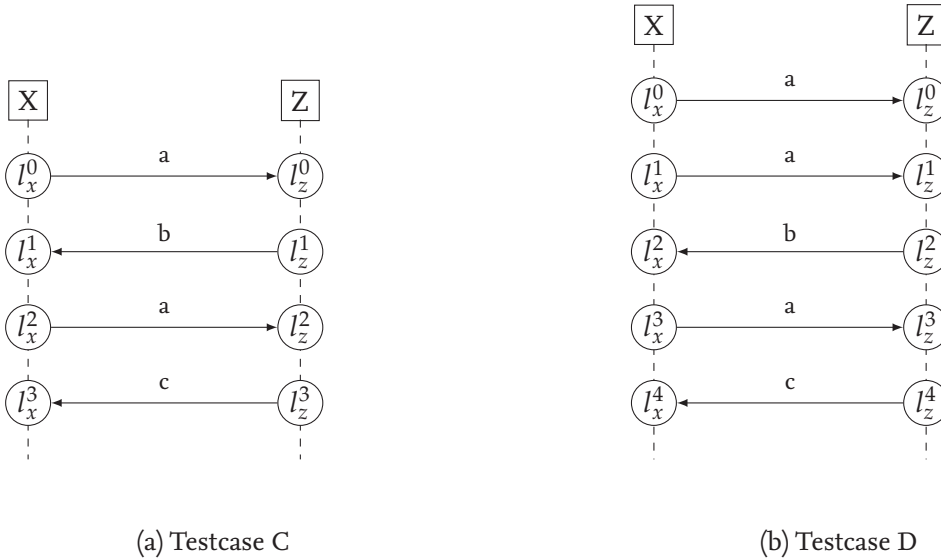 X Z
a
l_x^0 l_z^0
b
l_x^1 l_z^1
a
l_x^2 l_z^2
c
l_x^3 l_z^3
(a) Testcase C
X Z
a
l_x^0 l_z^0
a
l_x^1 l_z^1
b
l_x^2 l_z^2
a
l_x^3 l_z^3
c
l_x^4 l_z^4
(b) Testcase D